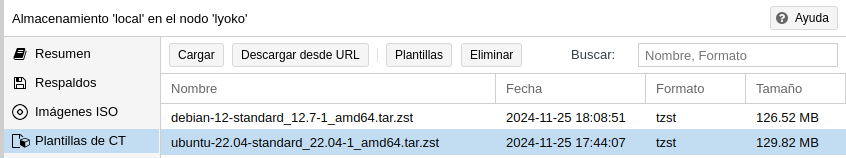 Almacenamiento 'local' en el nodo 'lyoko'
Ayuda
Resumen
Respaldos
Imágenes ISO
Plantillas de CT
Cargar Descargar desde URL Plantillas Eliminar Buscar: Nombre, Formato
Nombre Fecha Formato Tamaño
debian-12-standard_12.7-1_amd64.tar.zst 2024-11-25 18:08:51 tzst 126.52 MB
ubuntu-22.04-standard_22.04-1_amd64.tar.zst 2024-11-25 17:44:07 tzst 129.82 MB